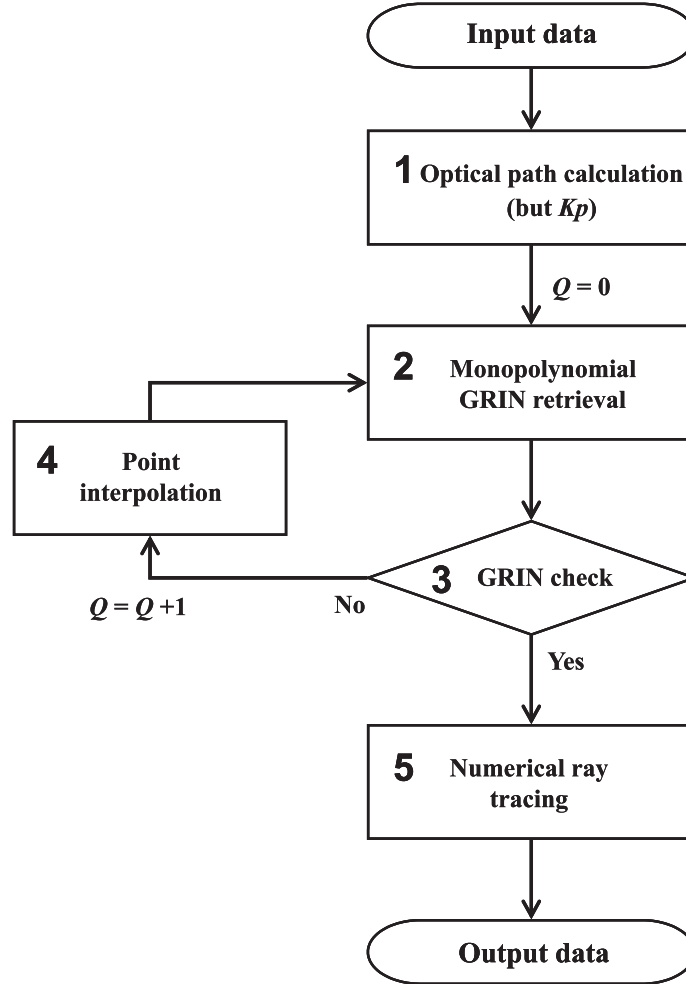 Input data
1 Optical path calculation
(but Kp)
Q = 0
2 Monopolynomial
GRIN retrieval
4 Point
interpolation
3 GRIN check
Q = Q +1
No
Yes
5 Numerical ray
tracing
Output data